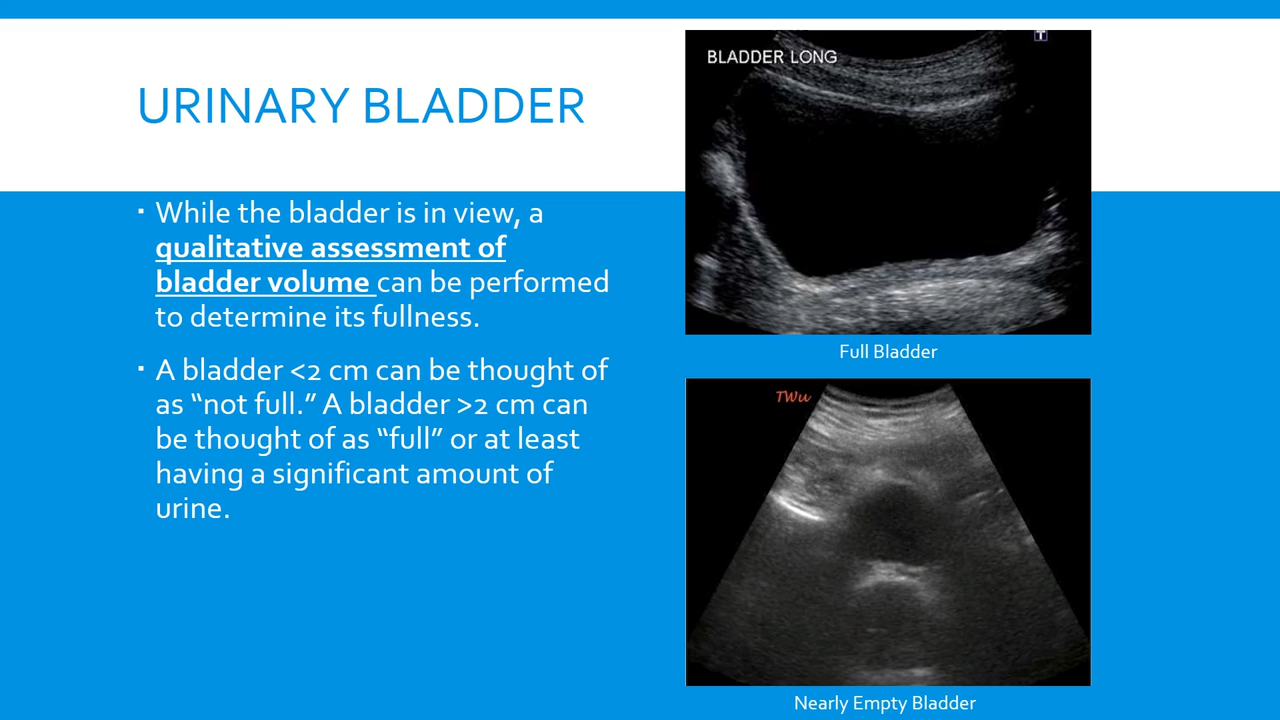 URINARY BLADDER
▪ While the bladder is in view, a
qualitative assessment of
bladder volume can be performed
to determine its fullness.
▪ A bladder <2 cm can be thought of
as “not full.” A bladder >2 cm can
be thought of as “full” or at least
having a significant amount of
urine.
T
BLADDER LONG
Full Bladder
TWu
Nearly Empty Bladder